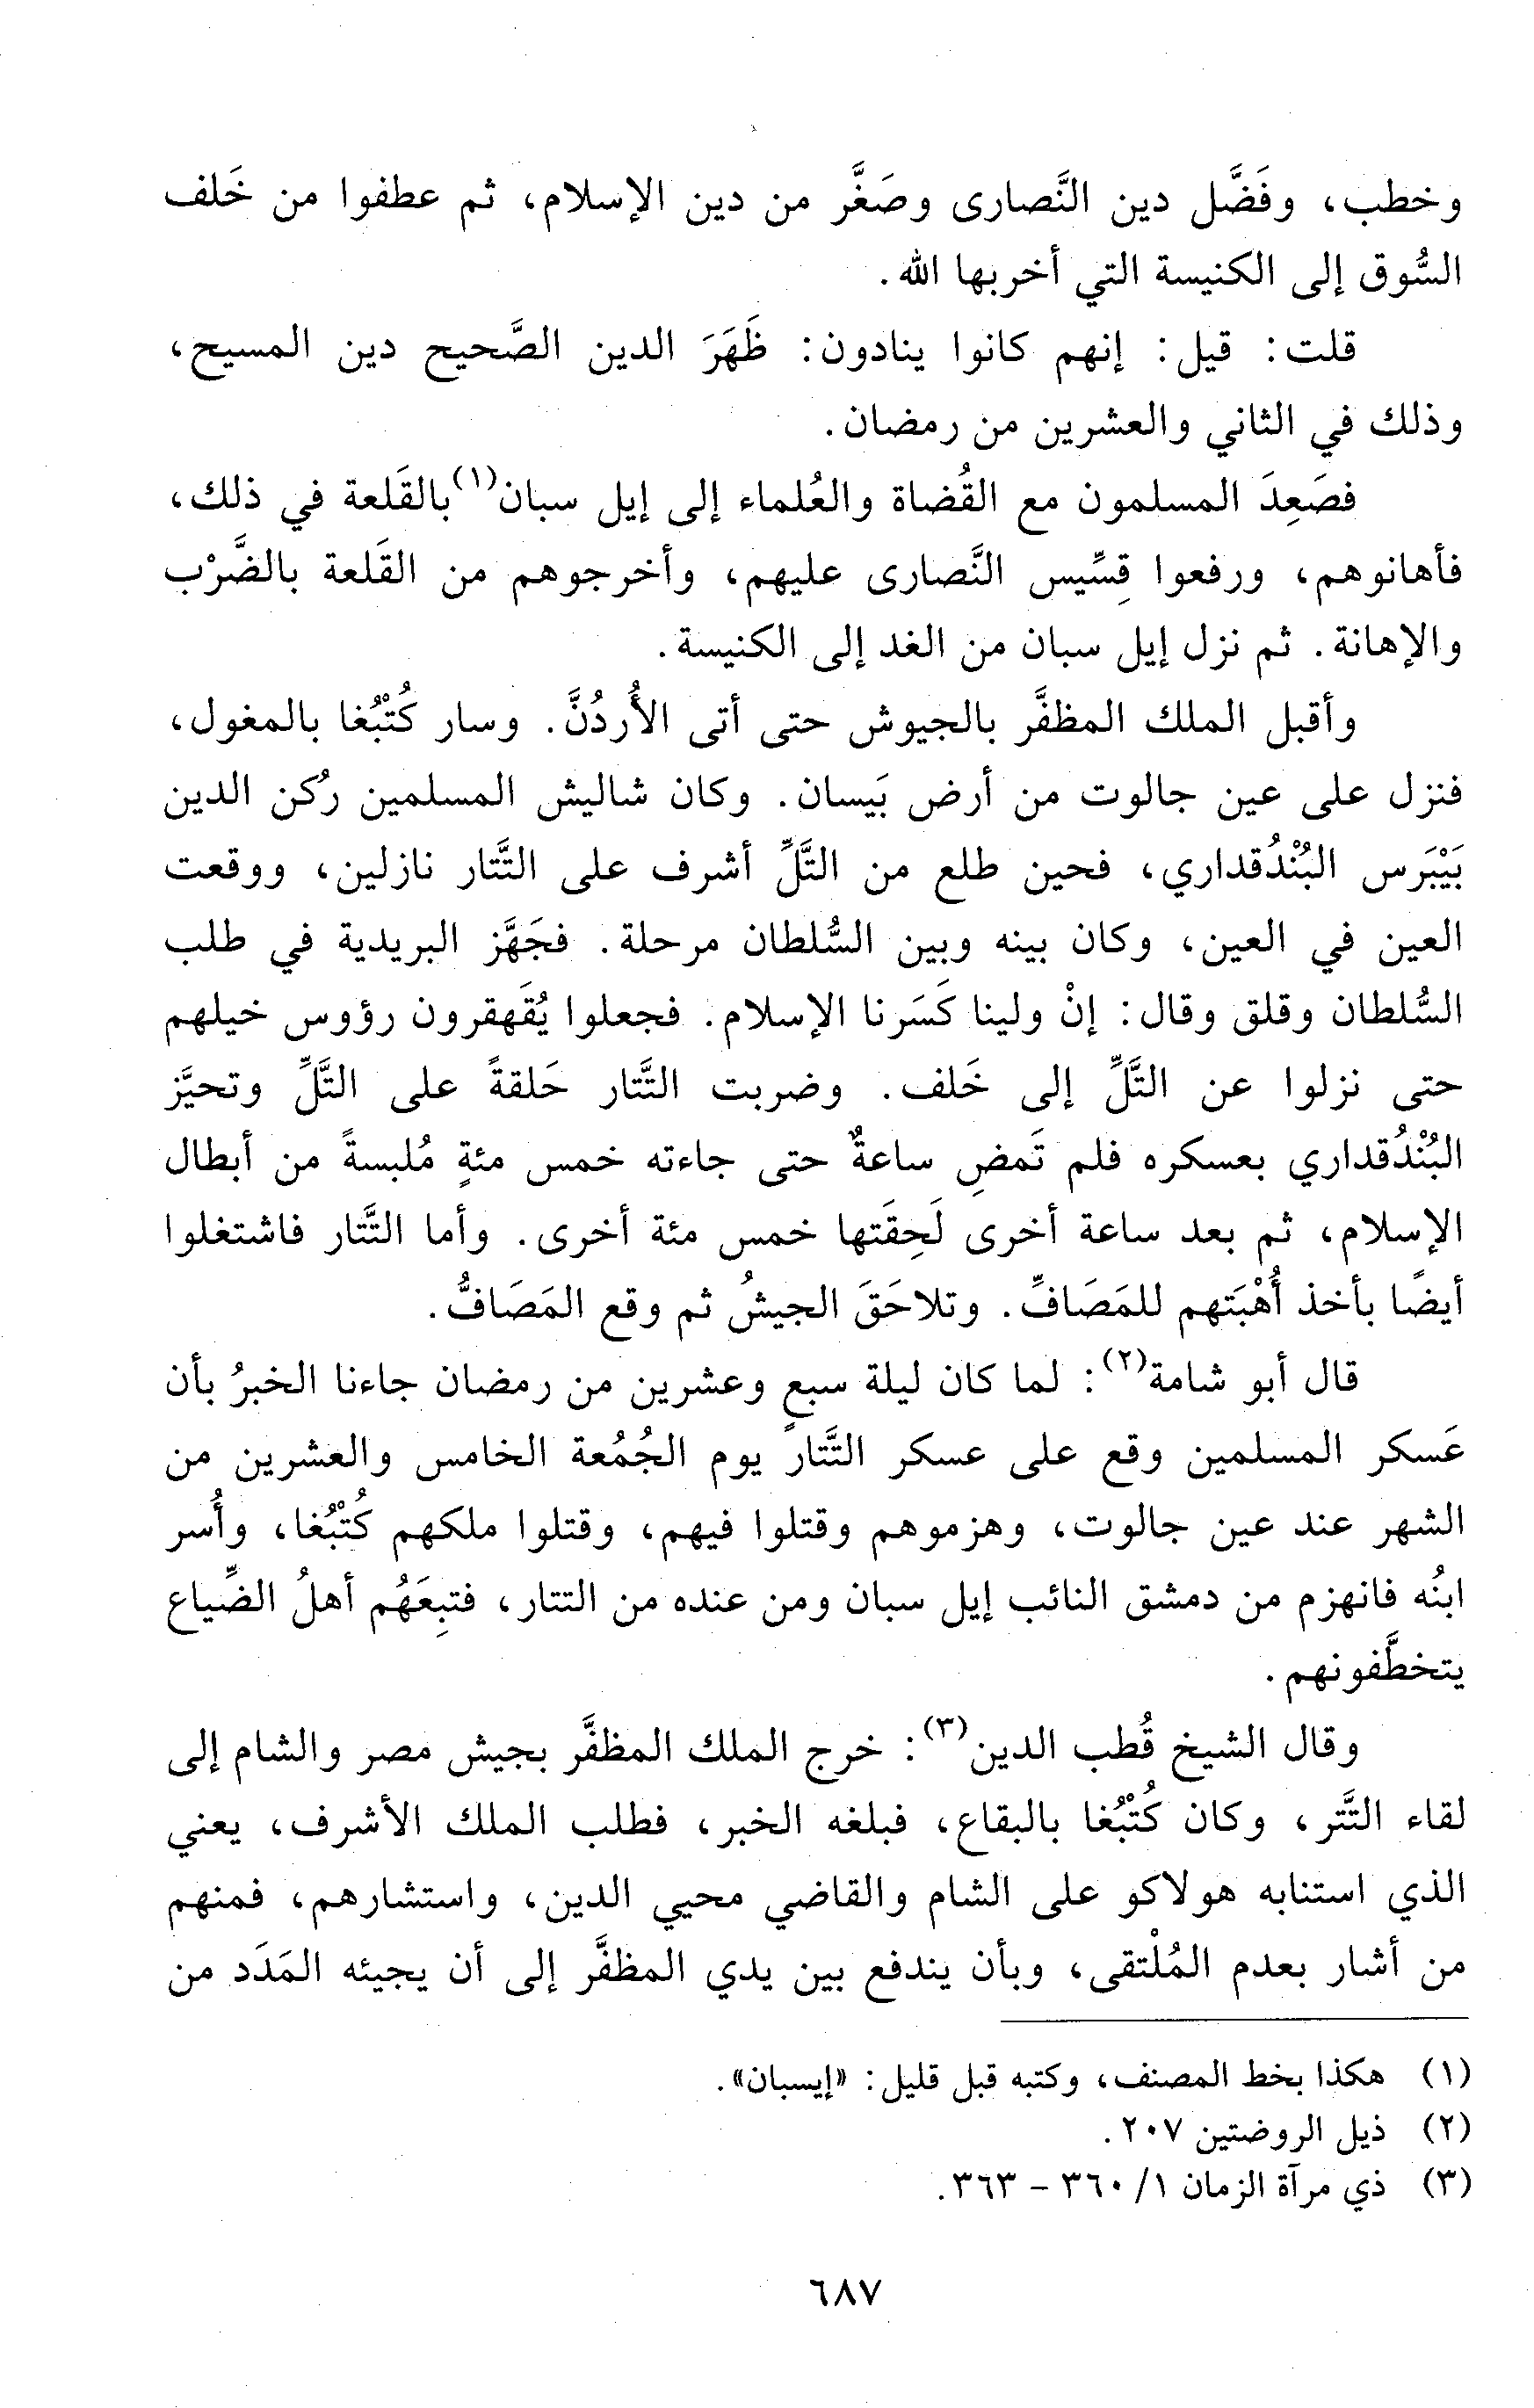 وخطب، وفَضَّل دين النَّصارى وصَغَّر من دين الإسلام، ثم عطفوا من خَلف
السُّوق إلى الكنيسة التي أخربها الله.
قلت: قيل: إنهم كانوا ينادون: ظَهَرَ الدين الصَّحيح دين المسيح،
وذلك في الثاني والعشرين من رمضان.
فصَعِدَ المسلمون مع القُضاة والعُلماء إلى إيل سبان(١) بالقَلعة في ذلك،
فأهانوهم، ورفعوا قِسِّيس النَّصارى عليهم، وأخرجوهم من القَلعة بالضَّرْب
والإهانة. ثم نزل إيل سبان من الغد إلى الكنيسة.
وأقبل الملك المظفَّر بالجيوش حتى أتى الأُردُنَّ. وسار كُتْبُغا بالمغول،
فنزل على عين جالوت من أرض بَيسان. وكان شاليش المسلمين رُكن الدين
بَيْبَرس البُنْدُقداري، فحين طلع من التَّلِّ أشرف على التَّتار نازلين، ووقعت
العين في العين، وكان بينه وبين السُّلطان مرحلة. فجَهَّز البريدية في طلب
السُّلطان وقلق وقال: إنْ ولينا كَسَرنا الإسلام. فجعلوا يُقَهقرون رؤوس خيلهم
حتى نزلوا عن التَّلِّ إلى خَلف. وضربت التَّتار حَلقةً على التَّلِّ وتحيَّز
البُنْدُقداري بعسكره فلم تَمضِ ساعةٌ حتى جاءته خمس مئةٍ مُلبسةً من أبطال
الإسلام، ثم بعد ساعة أخرى لَحِقَتها خمس مئة أخرى. وأما التَّتار فاشتغلوا
أيضًا بأخذ أُهْبَتهم للمَصَافِّ. وتلاحَقَ الجيشُ ثم وقع المَصَافُّ.
قال أبو شامة(٢): لما كان ليلة سبعٍ وعشرين من رمضان جاءنا الخبرُ بأن
عَسكر المسلمين وقع على عسكر التَّتار يوم الجُمُعة الخامس والعشرين من
الشهر عند عين جالوت، وهزموهم وقتلوا فيهم، وقتلوا ملكهم كُتْبُغا، وأُسر
ابنُه فانهزم من دمشق النائب إيل سبان ومن عنده من التتار، فتبِعَهُم أهلُ الضِّياع
يتخطَّفونهم.
وقال الشيخ قُطب الدين(٣): خرج الملك المظفَّر بجيش مصر والشام إلى
لقاء التَّتر، وكان كُتْبُغا بالبقاع، فبلغه الخبر، فطلب الملك الأشرف، يعني
الذي استنابه هولاكو على الشام والقاضي محيي الدين، واستشارهم، فمنهم
من أشار بعدم المُلْتقى، وبأن يندفع بين يدي المظفَّر إلى أن يجيئه المَدَد من
(١) هكذا بخط المصنف، وكتبه قبل قليل: «إيسبان».
(٢) ذيل الروضتين ٢٠٧.
(٣) ذي مرآة الزمان ١/ ٣٦٠ - ٣٦٣.
٦٨٧